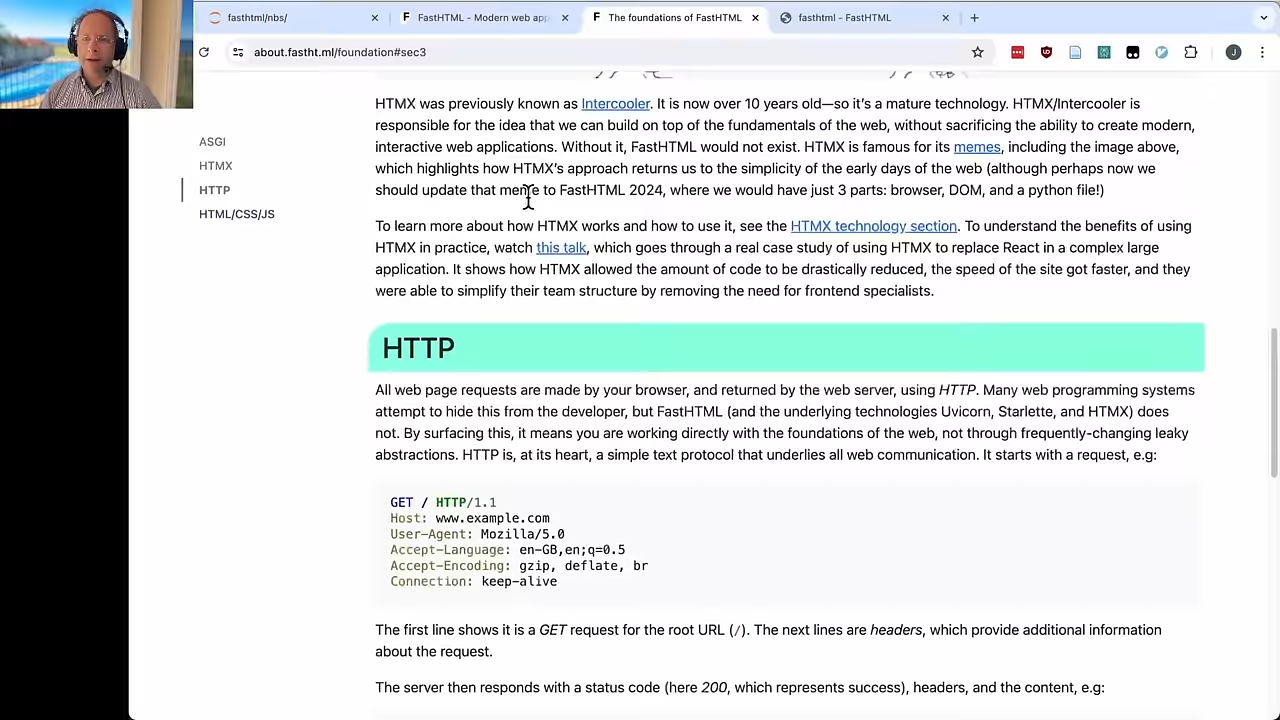 fasthtml/nbs/
FastHTML - Modern web app
The foundations of FastHTML
fasthtml - FastHTML
about.fastht.ml/foundation#sec3
J
ASGI
HTMX
HTTP
HTML/CSS/JS
HTMX was previously known as Intercooler. It is now over 10 years old—so it's a mature technology. HTMX/Intercooler is
responsible for the idea that we can build on top of the fundamentals of the web, without sacrificing the ability to create modern,
interactive web applications. Without it, FastHTML would not exist. HTMX is famous for its memes, including the image above,
which highlights how HTMX's approach returns us to the simplicity of the early days of the web (although perhaps now we
should update that meme to FastHTML 2024, where we would have just 3 parts: browser, DOM, and a python file!)
To learn more about how HTMX works and how to use it, see the HTMX technology section. To understand the benefits of using
HTMX in practice, watch this talk, which goes through a real case study of using HTMX to replace React in a complex large
application. It shows how HTMX allowed the amount of code to be drastically reduced, the speed of the site got faster, and they
were able to simplify their team structure by removing the need for frontend specialists.
HTTP
All web page requests are made by your browser, and returned by the web server, using HTTP. Many web programming systems
attempt to hide this from the developer, but FastHTML (and the underlying technologies Uvicorn, Starlette, and HTMX) does
not. By surfacing this, it means you are working directly with the foundations of the web, not through frequently-changing leaky
abstractions. HTTP is, at its heart, a simple text protocol that underlies all web communication. It starts with a request, e.g:
GET / HTTP/1.1
Host: www.example.com
User-Agent: Mozilla/5.0
Accept-Language: en-GB,en;q=0.5
Accept-Encoding: gzip, deflate, br
Connection: keep-alive
The first line shows it is a GET request for the root URL (/). The next lines are headers, which provide additional information
about the request.
The server then responds with a status code (here 200, which represents success), headers, and the content, e.g: